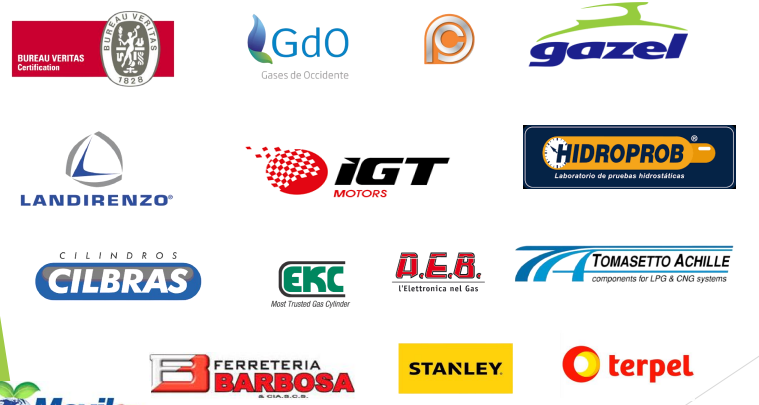 BUREAU VERITAS
Certification
BUREAU VERITAS
1828
GdO
Gases de Occidente
gazel
LANDIRENZO®
iGT
MOTORS
HIDROPROB®
Laboratorio de pruebas hidrostáticas
CILINDROS
CILBRAS
EKC
Most Trusted Gas Cylinder
A.E.B.
l'Elettronica nel Gas
TOMASETTO ACHILLE
components for LPG & CNG systems
FERRETERIA
BARBOSA
& CIA.S.C.S.
STANLEY
terpel